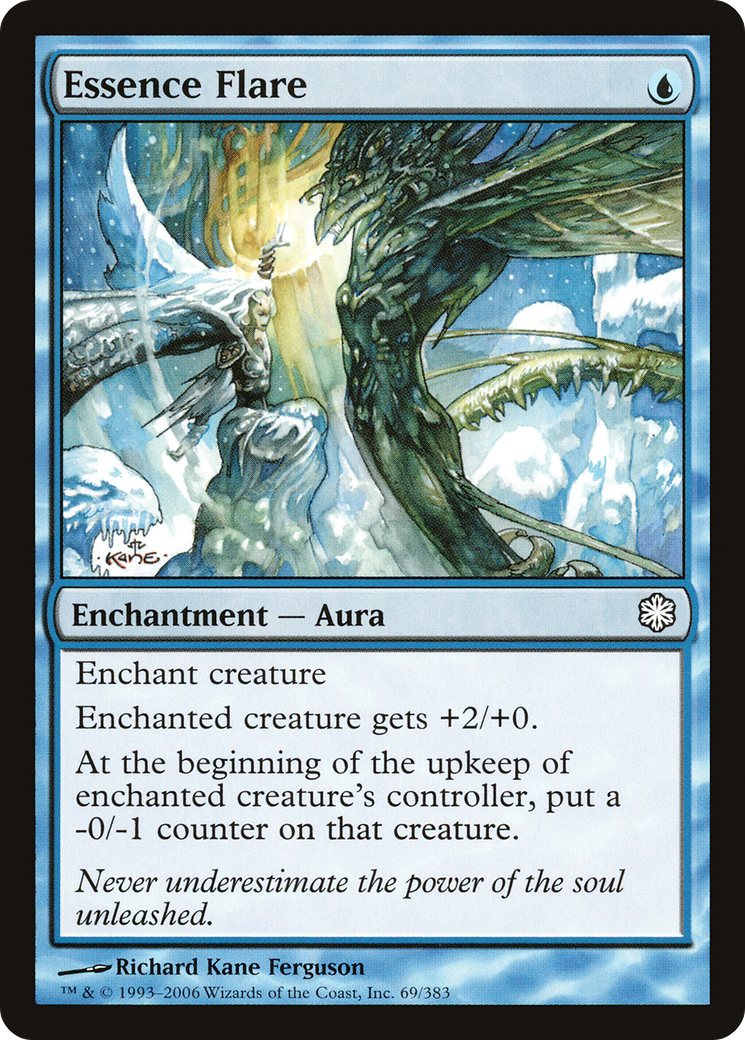 Essence Flare
KANE
Enchantment — Aura
Enchant creature
Enchanted creature gets +2/+0.
At the beginning of the upkeep of
enchanted creature's controller, put a
-0/-1 counter on that creature.
Never underestimate the power of the soul
unleashed.
Richard Kane Ferguson
™ & © 1993–2006 Wizards of the Coast, Inc. 69/383